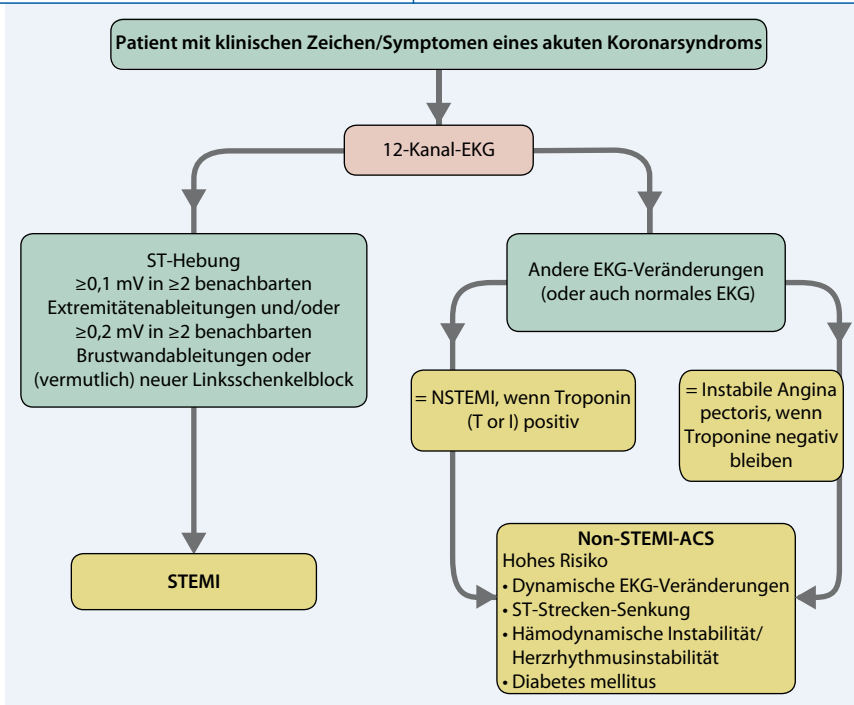 Patient mit klinischen Zeichen/Symptomen eines akuten Koronarsyndroms
12-Kanal-EKG
ST-Hebung
≥0,1 mV in ≥2 benachbarten
Extremitätenableitungen und/oder
≥0,2 mV in ≥2 benachbarten
Brustwandableitungen oder
(vermutlich) neuer Linksschenkelblock
Andere EKG-Veränderungen
(oder auch normales EKG)
= NSTEMI, wenn Troponin
(T or I) positiv
= Instabile Angina
pectoris, wenn
Troponine negativ
bleiben
STEMI
Non-STEMI-ACS
Hohes Risiko
• Dynamische EKG-Veränderungen
• ST-Strecken-Senkung
• Hämodynamische Instabilität/
Herzrhythmusinstabilität
• Diabetes mellitus